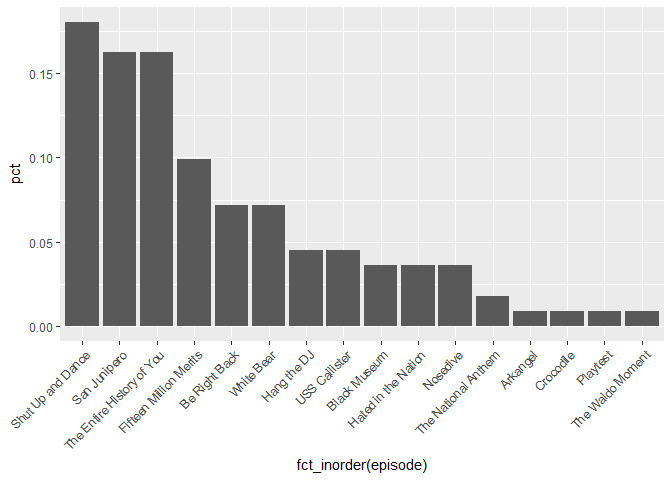 pct
0.15
0.10
0.05
0.00
Shut Up and Dance
San Junipero
The Entire History of You
Fifteen Million Merits
Be Right Back
White Bear
Hang the DJ
USS Callister
Black Museum
Hated in the Nation
Nosedive
The National Anthem
Arkangel
Crocodile
Playtest
The Waldo Moment
fct_inorder(episode)